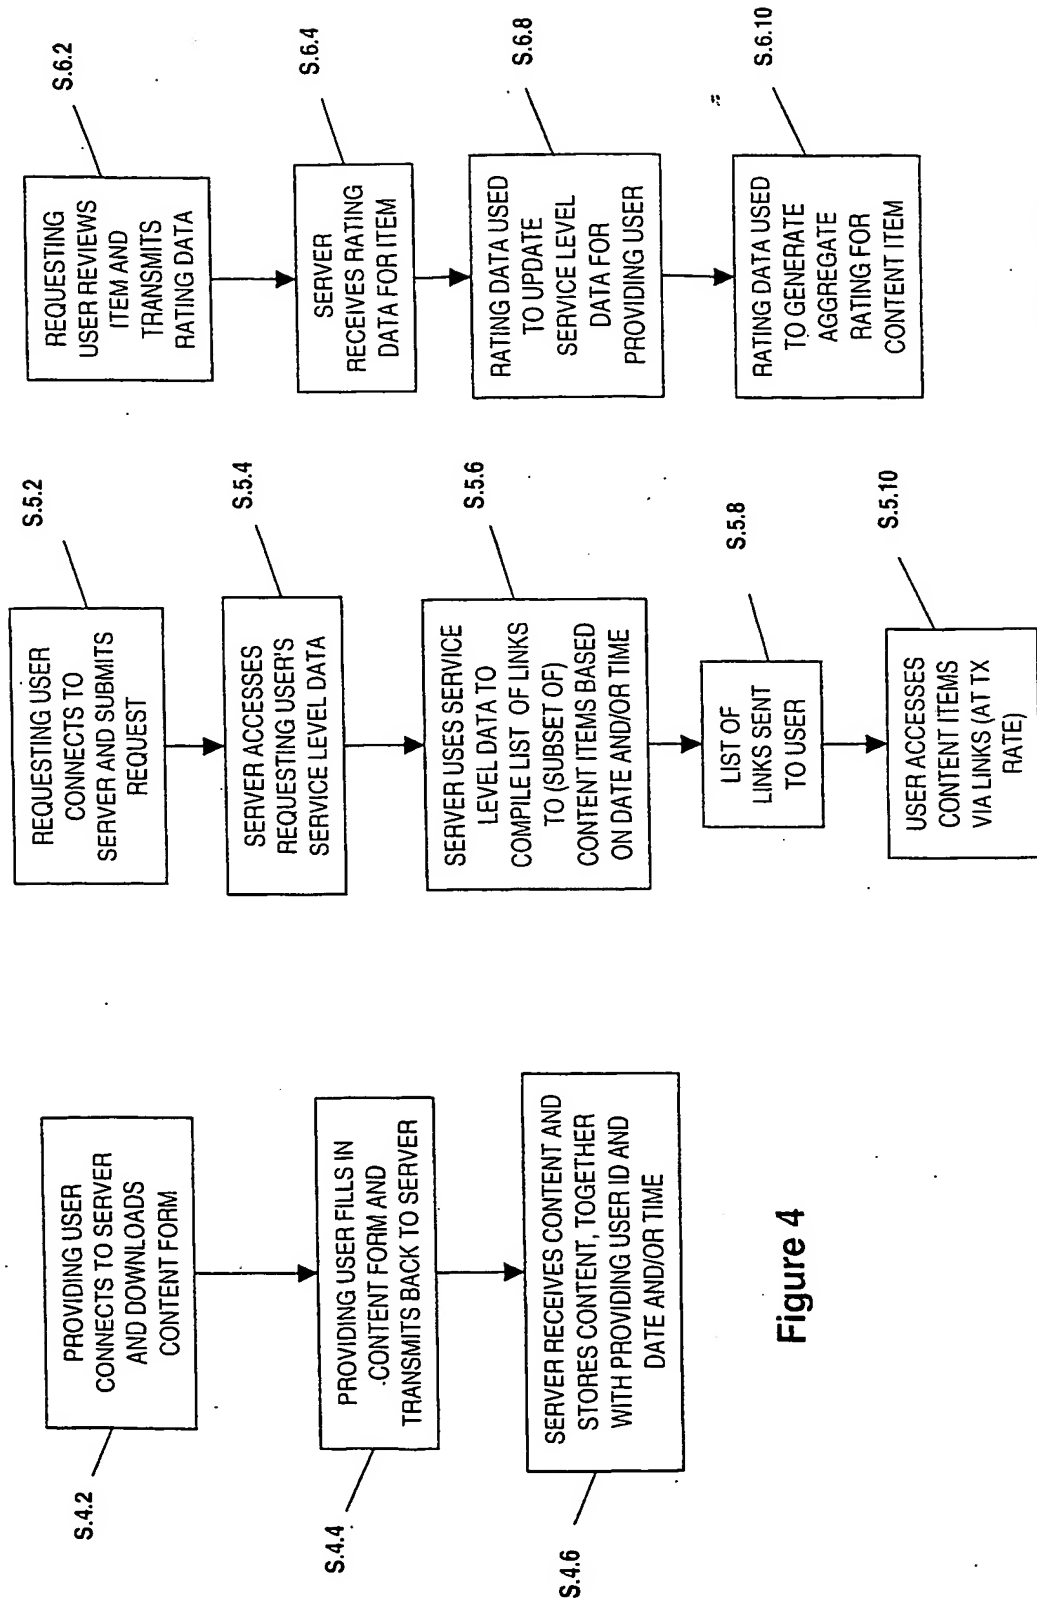 PROVIDING USER
CONNECTS TO SERVER
AND DOWNLOADS
CONTENT FORM
S.4.2
PROVIDING USER FILLS IN
CONTENT FORM AND
TRANSMITS BACK TO SERVER
S.4.4
SERVER RECEIVES CONTENT AND
STORES CONTENT, TOGETHER
WITH PROVIDING USER ID AND
DATE AND/OR TIME
S.4.6
Figure 4
REQUESTING USER
CONNECTS TO
SERVER AND SUBMITS
REQUEST
S.5.2
SERVER ACCESSES
REQUESTING USER'S
SERVICE LEVEL DATA
S.5.4
SERVER USES SERVICE
LEVEL DATA TO
COMPILE LIST OF LINKS
TO (SUBSET OF)
CONTENT ITEMS BASED
ON DATE AND/OR TIME
S.5.6
LIST OF
LINKS SENT
TO USER
S.5.8
USER ACCESSES
CONTENT ITEMS
VIA LINKS (AT TX
RATE)
S.5.10
REQUESTING
USER REVIEWS
ITEM AND
TRANSMITS
RATING DATA
S.6.2
SERVER
RECEIVES RATING
DATA FOR ITEM
S.6.4
RATING DATA USED
TO UPDATE
SERVICE LEVEL
DATA FOR
PROVIDING USER
S.6.8
RATING DATA USED
TO GENERATE
AGGREGATE
RATING FOR
CONTENT ITEM
S.6.10